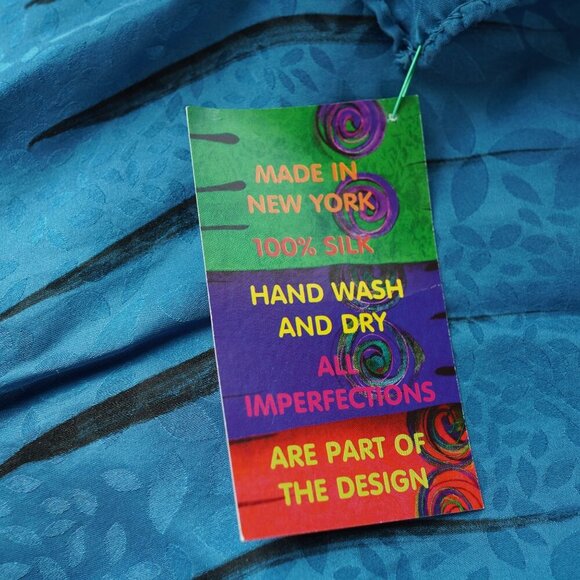 MADE IN
NEW YORK
100% SILK
HAND WASH
AND DRY
ALL
IMPERFECTIONS
ARE PART OF
THE DESIGN